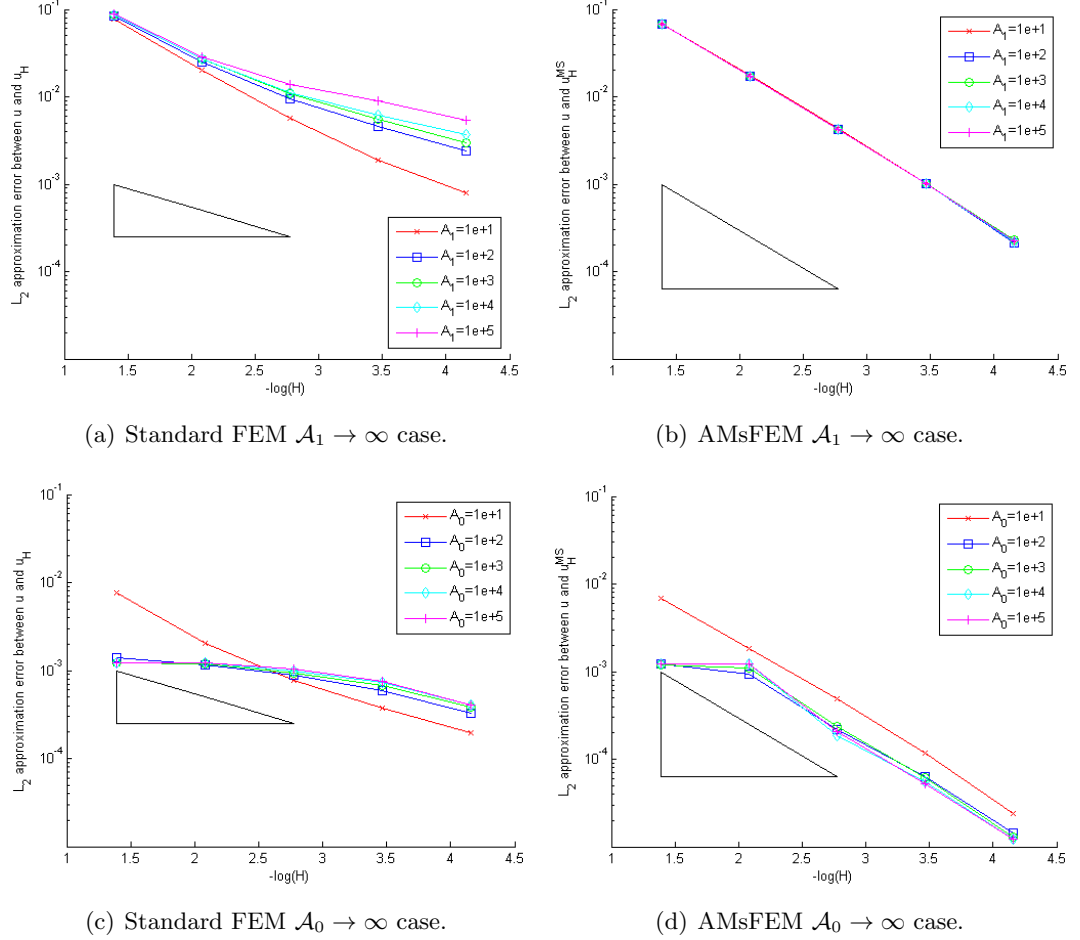 10^-1
10^-2
10^-3
10^-4
L_2 approximation error between u and u_H
A_1=1e+1
A_1=1e+2
A_1=1e+3
A_1=1e+4
A_1=1e+5
1 1.5 2 2.5 3 3.5 4 4.5
-log(H)
(a) Standard FEM 𝒜_1 → ∞ case.
10^-1
10^-2
10^-3
10^-4
L_2 approximation error between u and u_H^MS
A_1=1e+1
A_1=1e+2
A_1=1e+3
A_1=1e+4
A_1=1e+5
1 1.5 2 2.5 3 3.5 4 4.5
-log(H)
(b) AMsFEM 𝒜_1 → ∞ case.
10^-1
10^-2
10^-3
10^-4
L_2 approximation error between u and u_H
A_0=1e+1
A_0=1e+2
A_0=1e+3
A_0=1e+4
A_0=1e+5
1 1.5 2 2.5 3 3.5 4 4.5
-log(H)
(c) Standard FEM 𝒜_0 → ∞ case.
10^-1
10^-2
10^-3
10^-4
L_2 approximation error between u and u_H^MS
A_0=1e+1
A_0=1e+2
A_0=1e+3
A_0=1e+4
A_0=1e+5
1 1.5 2 2.5 3 3.5 4 4.5
-log(H)
(d) AMsFEM 𝒜_0 → ∞ case.